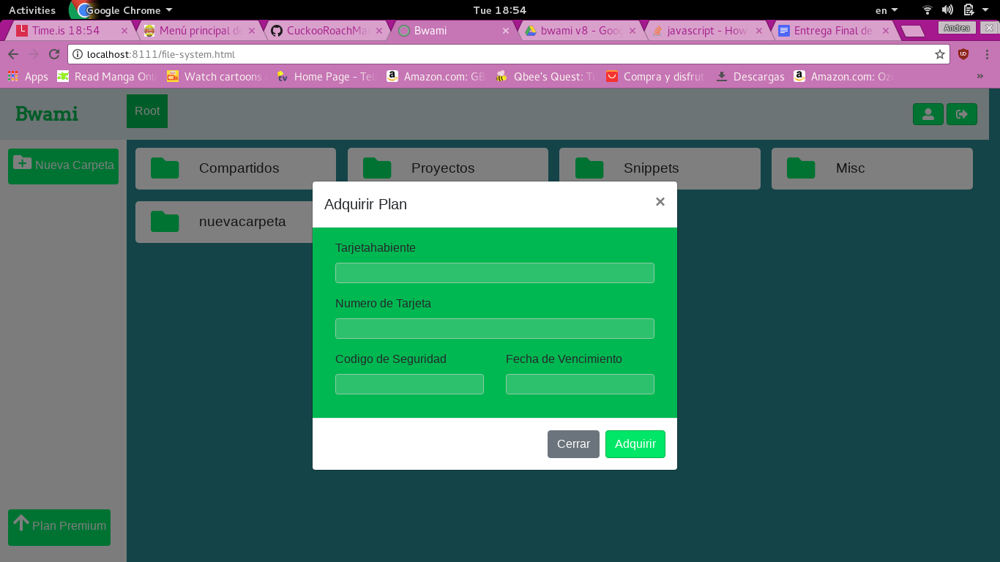 Activities Google Chrome Tue 18:54 en
Time.is 18:54 Menú principal de CuckooRoachMa Bwami bwami v8 - Goog javascript - How Entrega Final de Andrea
localhost:8111/file-system.html
Apps Read Manga Onl Watch cartoons Home Page - Tel Amazon.com: GB Qbee's Quest: Tu Compra y disfrut Descargas Amazon.com: Ozo »
Bwami Root
Nueva Carpeta Compartidos Proyectos Snippets Misc
nuevacarpeta
Adquirir Plan ×
Tarjetahabiente
Numero de Tarjeta
Codigo de Seguridad Fecha de Vencimiento
Cerrar Adquirir
Plan Premium